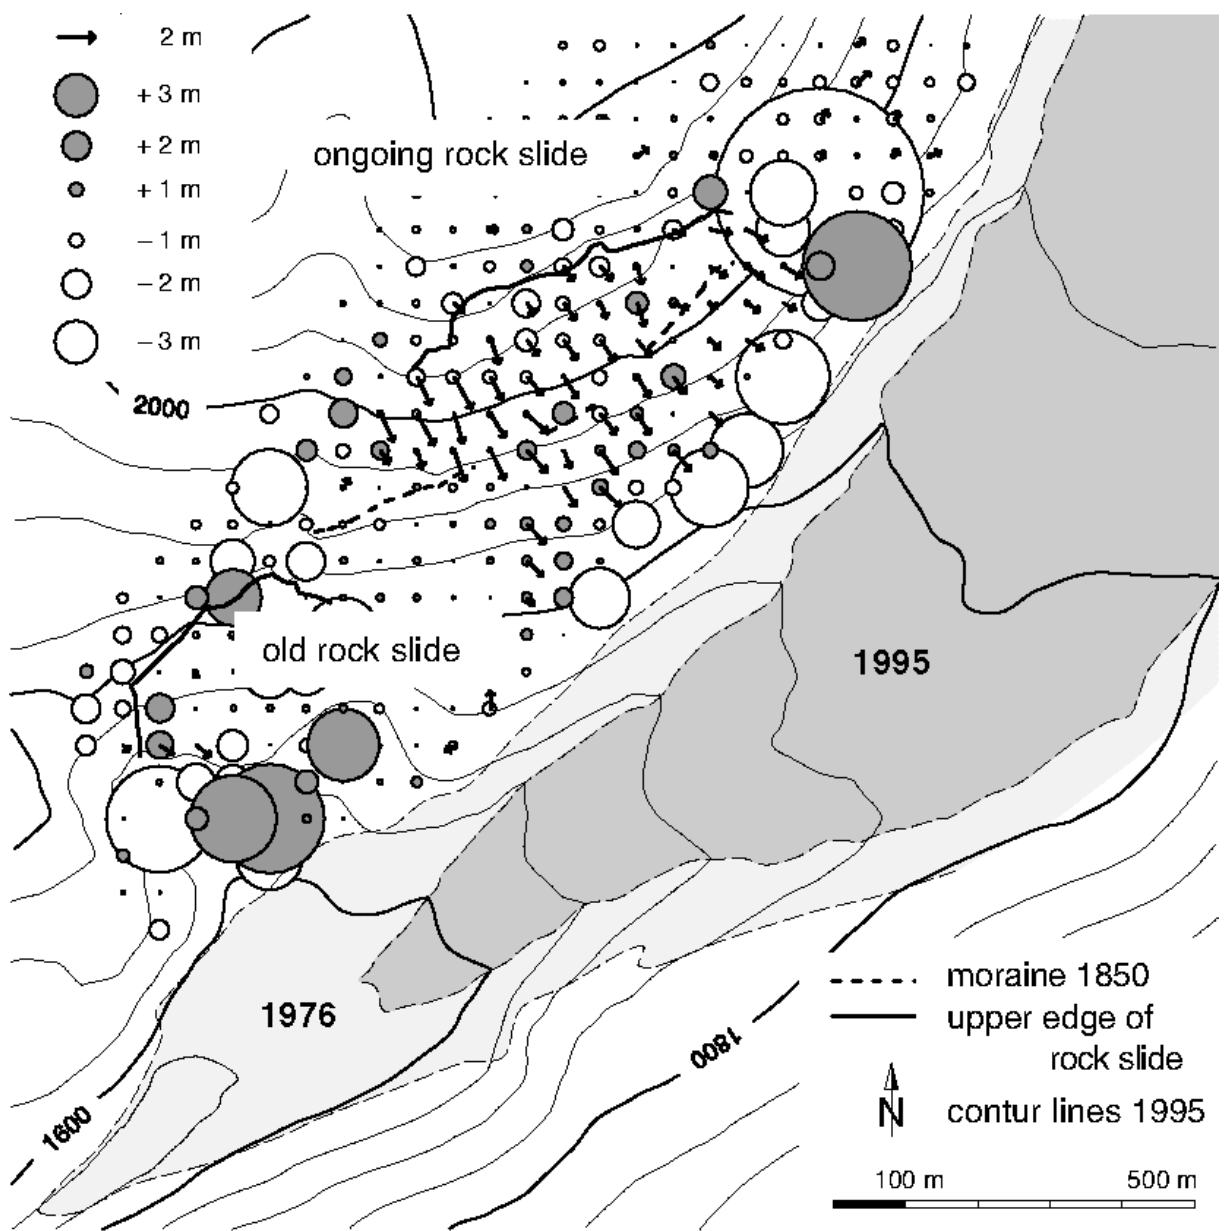 2 m
+ 3 m
+ 2 m
+ 1 m
− 1 m
− 2 m
− 3 m
ongoing rock slide
2000
old rock slide
1995
1976
1800
1600
moraine 1850
upper edge of
rock slide
N
contur lines 1995
100 m 500 m